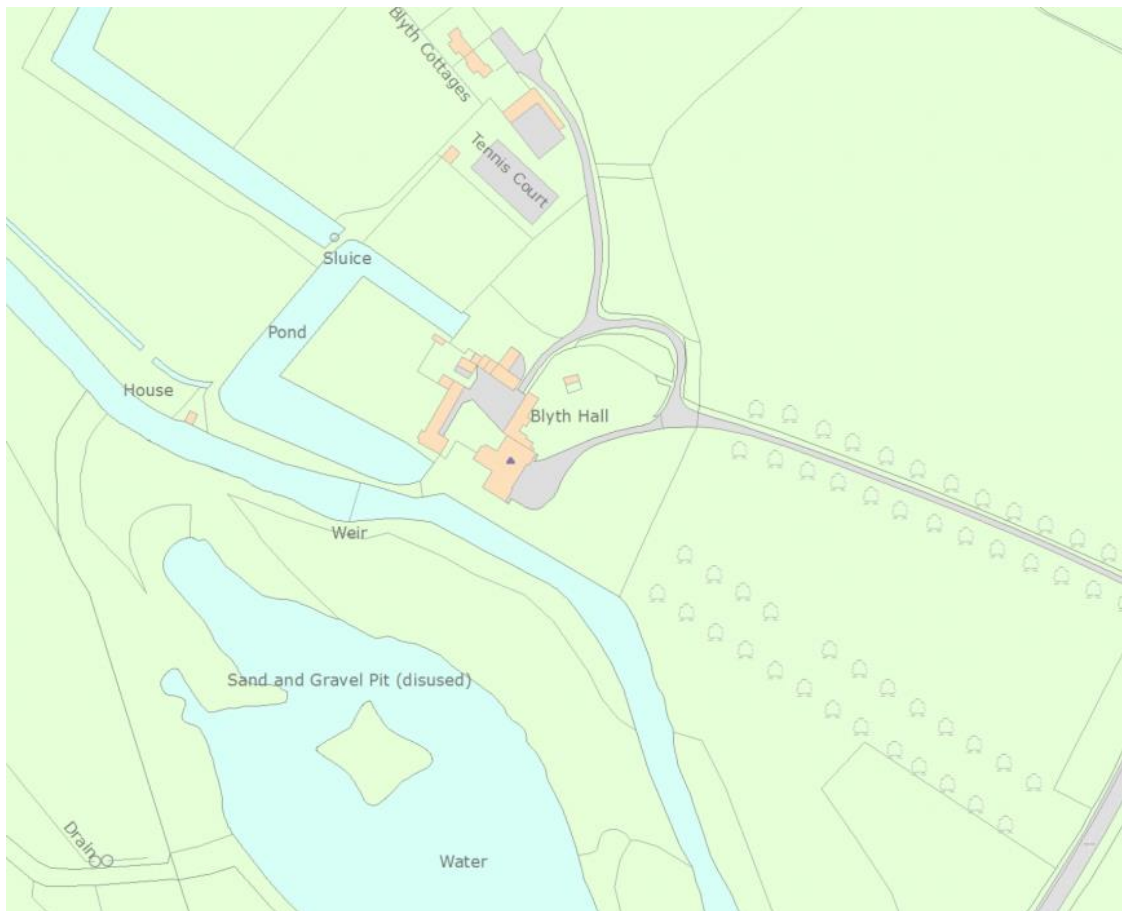 Blyth Cottages
Tennis Court
Sluice
Pond
House
Blyth Hall
Weir
Sand and Gravel Pit (disused)
Drain
Water